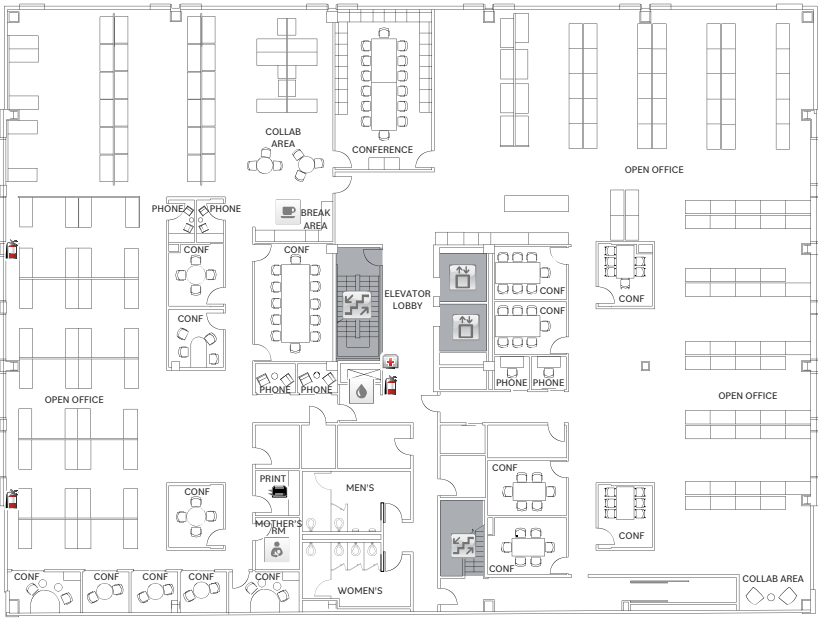 COLLAB
AREA
CONFERENCE
OPEN OFFICE
PHONE
PHONE
BREAK
AREA
CONF
CONF
ELEVATOR
LOBBY
CONF
CONF
CONF
CONF
PHONE
PHONE
PHONE
PHONE
OPEN OFFICE
OPEN OFFICE
CONF
PRINT
MEN'S
CONF
MOTHER'S
RM
CONF
CONF
CONF
CONF
CONF
CONF
CONF
WOMEN'S
COLLAB AREA